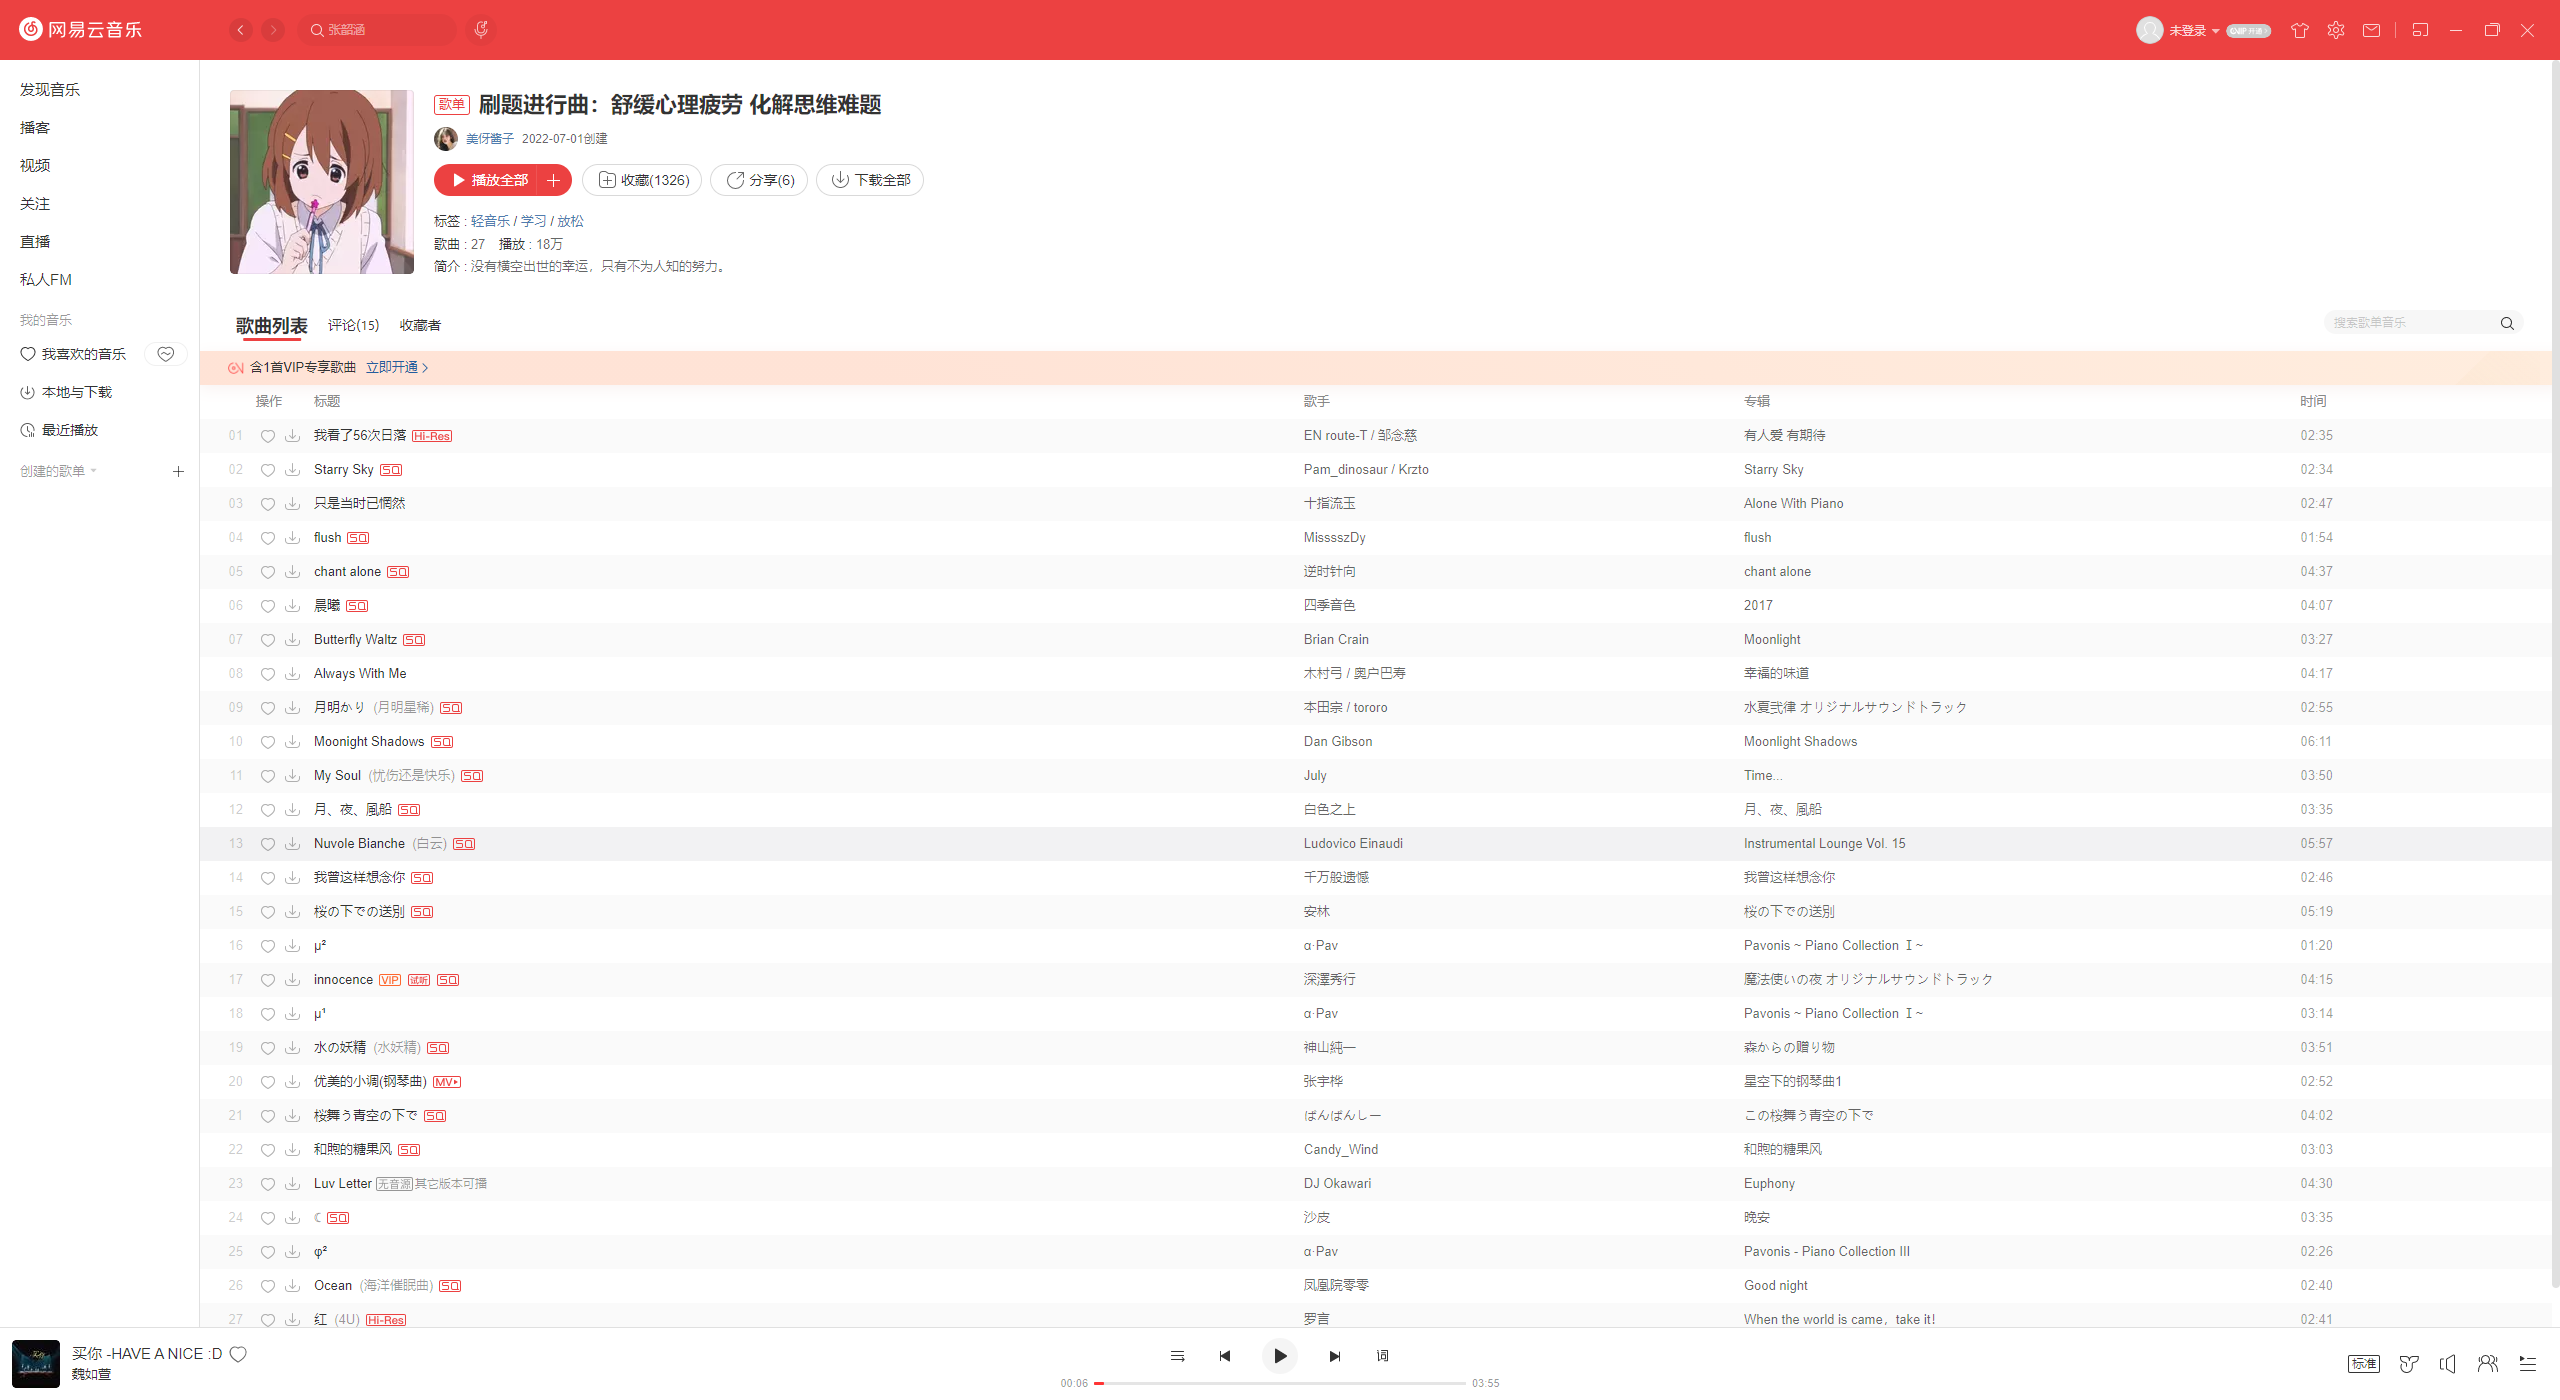 网易云音乐
张韶涵
未登录
VIP开通
发现音乐
播客
视频
关注
直播
私人FM
我的音乐
我喜欢的音乐
本地与下载
最近播放
创建的歌单
歌单 刷题进行曲：舒缓心理疲劳 化解思维难题
美伢酱子 2022-07-01创建
播放全部 收藏(1326) 分享(6) 下载全部
标签 : 轻音乐 / 学习 / 放松
歌曲 : 27 播放 : 18万
简介 : 没有横空出世的幸运，只有不为人知的努力。
歌曲列表 评论(15) 收藏者 搜索歌单音乐
含1首VIP专享歌曲 立即开通
操作 标题 歌手 专辑 时间
01 我看了56次日落 Hi-Res EN route-T / 邹念慈 有人爱 有期待 02:35
02 Starry Sky SQ Pam_dinosaur / Krzto Starry Sky 02:34
03 只是当时已惘然 十指流玉 Alone With Piano 02:47
04 flush SQ MisssszDy flush 01:54
05 chant alone SQ 逆时针向 chant alone 04:37
06 晨曦 SQ 四季音色 2017 04:07
07 Butterfly Waltz SQ Brian Crain Moonlight 03:27
08 Always With Me 木村弓 / 奥户巴寿 幸福的味道 04:17
09 月明かり (月明星稀) SQ 本田宗 / tororo 水夏弐律 オリジナルサウンドトラック 02:55
10 Moonight Shadows SQ Dan Gibson Moonlight Shadows 06:11
11 My Soul (忧伤还是快乐) SQ July Time... 03:50
12 月、夜、風船 SQ 白色之上 月、夜、風船 03:35
13 Nuvole Bianche (白云) SQ Ludovico Einaudi Instrumental Lounge Vol. 15 05:57
14 我曾这样想念你 SQ 千万般遗憾 我曾这样想念你 02:46
15 桜の下での送別 SQ 安林 桜の下での送別 05:19
16 μ² α·Pav Pavonis ~ Piano Collection Ⅰ~ 01:20
17 innocence VIP 试听 SQ 深澤秀行 魔法使いの夜 オリジナルサウンドトラック 04:15
18 μ¹ α·Pav Pavonis ~ Piano Collection Ⅰ~ 03:14
19 水の妖精 (水妖精) SQ 神山純一 森からの贈り物 03:51
20 优美的小调(钢琴曲) MV 张宇桦 星空下的钢琴曲1 02:52
21 桜舞う青空の下で SQ ばんばんしー この桜舞う青空の下で 04:02
22 和煦的糖果风 SQ Candy_Wind 和煦的糖果风 03:03
23 Luv Letter 无音源 其它版本可播 DJ Okawari Euphony 04:30
24 ☾ SQ 沙皮 晚安 03:35
25 φ² α·Pav Pavonis - Piano Collection III 02:26
26 Ocean (海洋催眠曲) SQ 凤凰院零零 Good night 02:40
27 红 (4U) Hi-Res 罗言 When the world is came，take it！ 02:41
买你 -HAVE A NICE :D
魏如萱
词
00:06 03:55
标准